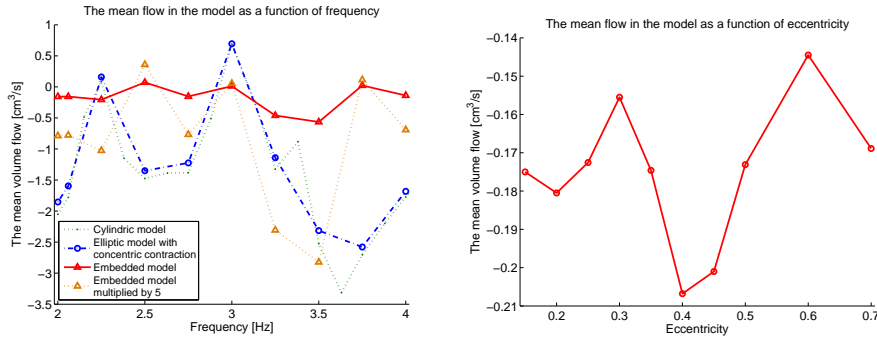 The mean flow in the model as a function of frequency
The mean volume flow [cm³/s]
1
0.5
0
−0.5
−1
−1.5
−2
−2.5
−3
−3.5
Cylindric model
Elliptic model with
concentric contraction
Embedded model
Embedded model
multiplied by 5
2
2.5
3
3.5
4
Frequency [Hz]
The mean flow in the model as a function of eccentricity
The mean volume flow [cm³/s]
−0.14
−0.15
−0.16
−0.17
−0.18
−0.19
−0.2
−0.21
0.2
0.3
0.4
0.5
0.6
0.7
Eccentricity